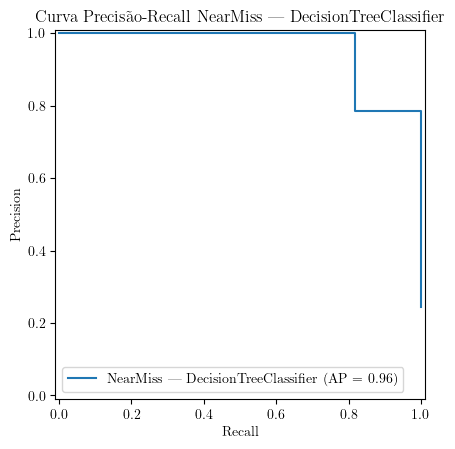 Curva Precisão-Recall NearMiss — DecisionTreeClassifier
1.0
0.8
0.6
0.4
0.2
0.0
Precision
NearMiss — DecisionTreeClassifier (AP = 0.96)
0.0 0.2 0.4 0.6 0.8 1.0
Recall